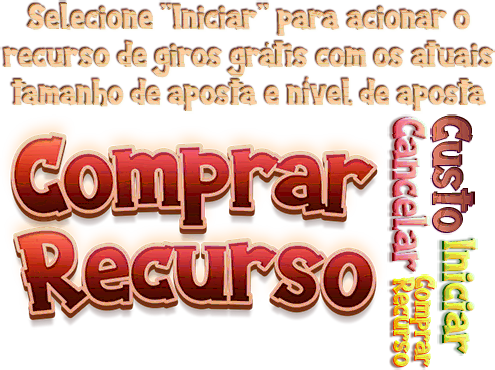 Selecione "Iniciar" para acionar o
recurso de giros grátis com os atuais
tamanho de aposta e nível de aposta
Comprar
Recurso
Cancelar
Custo
Iniciar
Comprar
Recurso